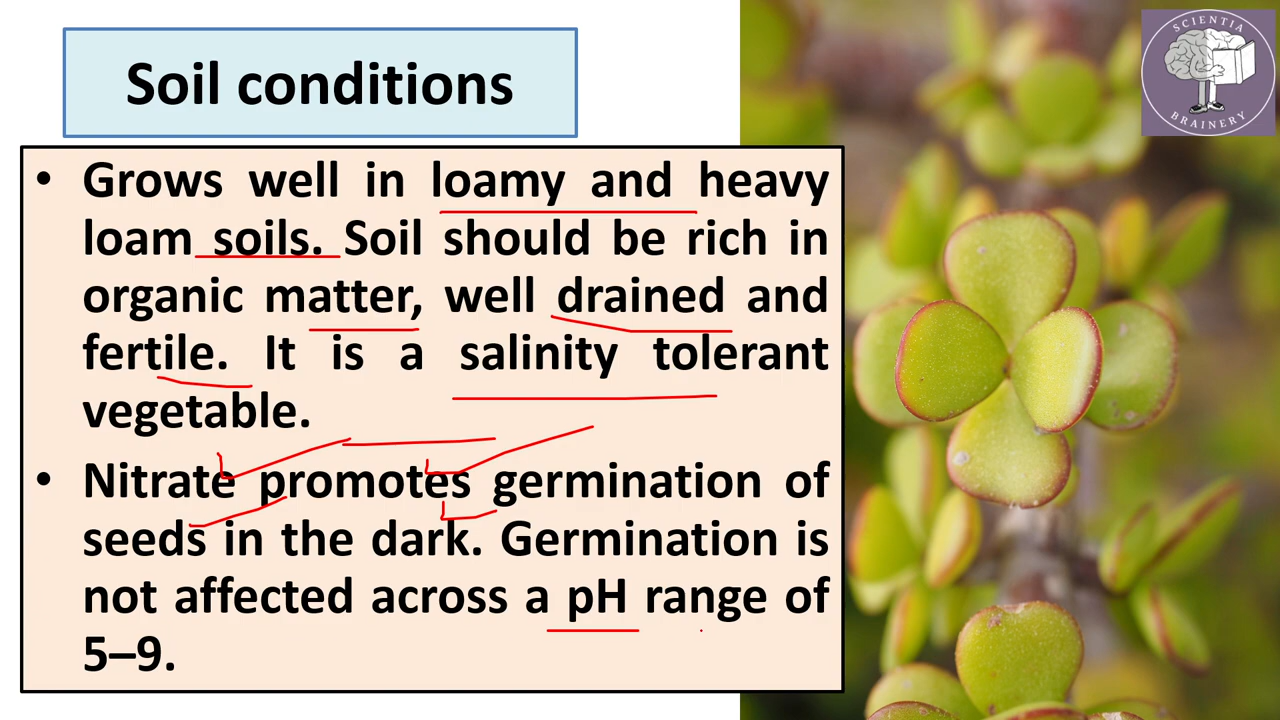 Soil conditions
SCIENTIA
BRAINERY
• Grows well in loamy and heavy
loam soils. Soil should be rich in
organic matter, well drained and
fertile. It is a salinity tolerant
vegetable.
• Nitrate promotes germination of
seeds in the dark. Germination is
not affected across a pH range of
5–9.